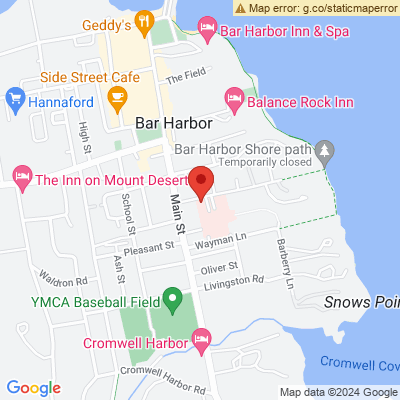 Map error: g.co/staticmaperror
Geddy's
Bar Harbor Inn & Spa
Side Street Cafe
The Field
Hannaford
Balance Rock Inn
Bar Harbor
High St
Bar Harbor Shore path
Temporarily closed
The Inn on Mount Desert
School St
Main St
Pleasant St
Wayman Ln
Ash St
Waldron Rd
Oliver St
Barberry Ln
Livingston Rd
YMCA Baseball Field
Snows Poin
Cromwell Harbor
Cromwell Cov
Cromwell Harbor Rd
Google
Map data ©2024 Google